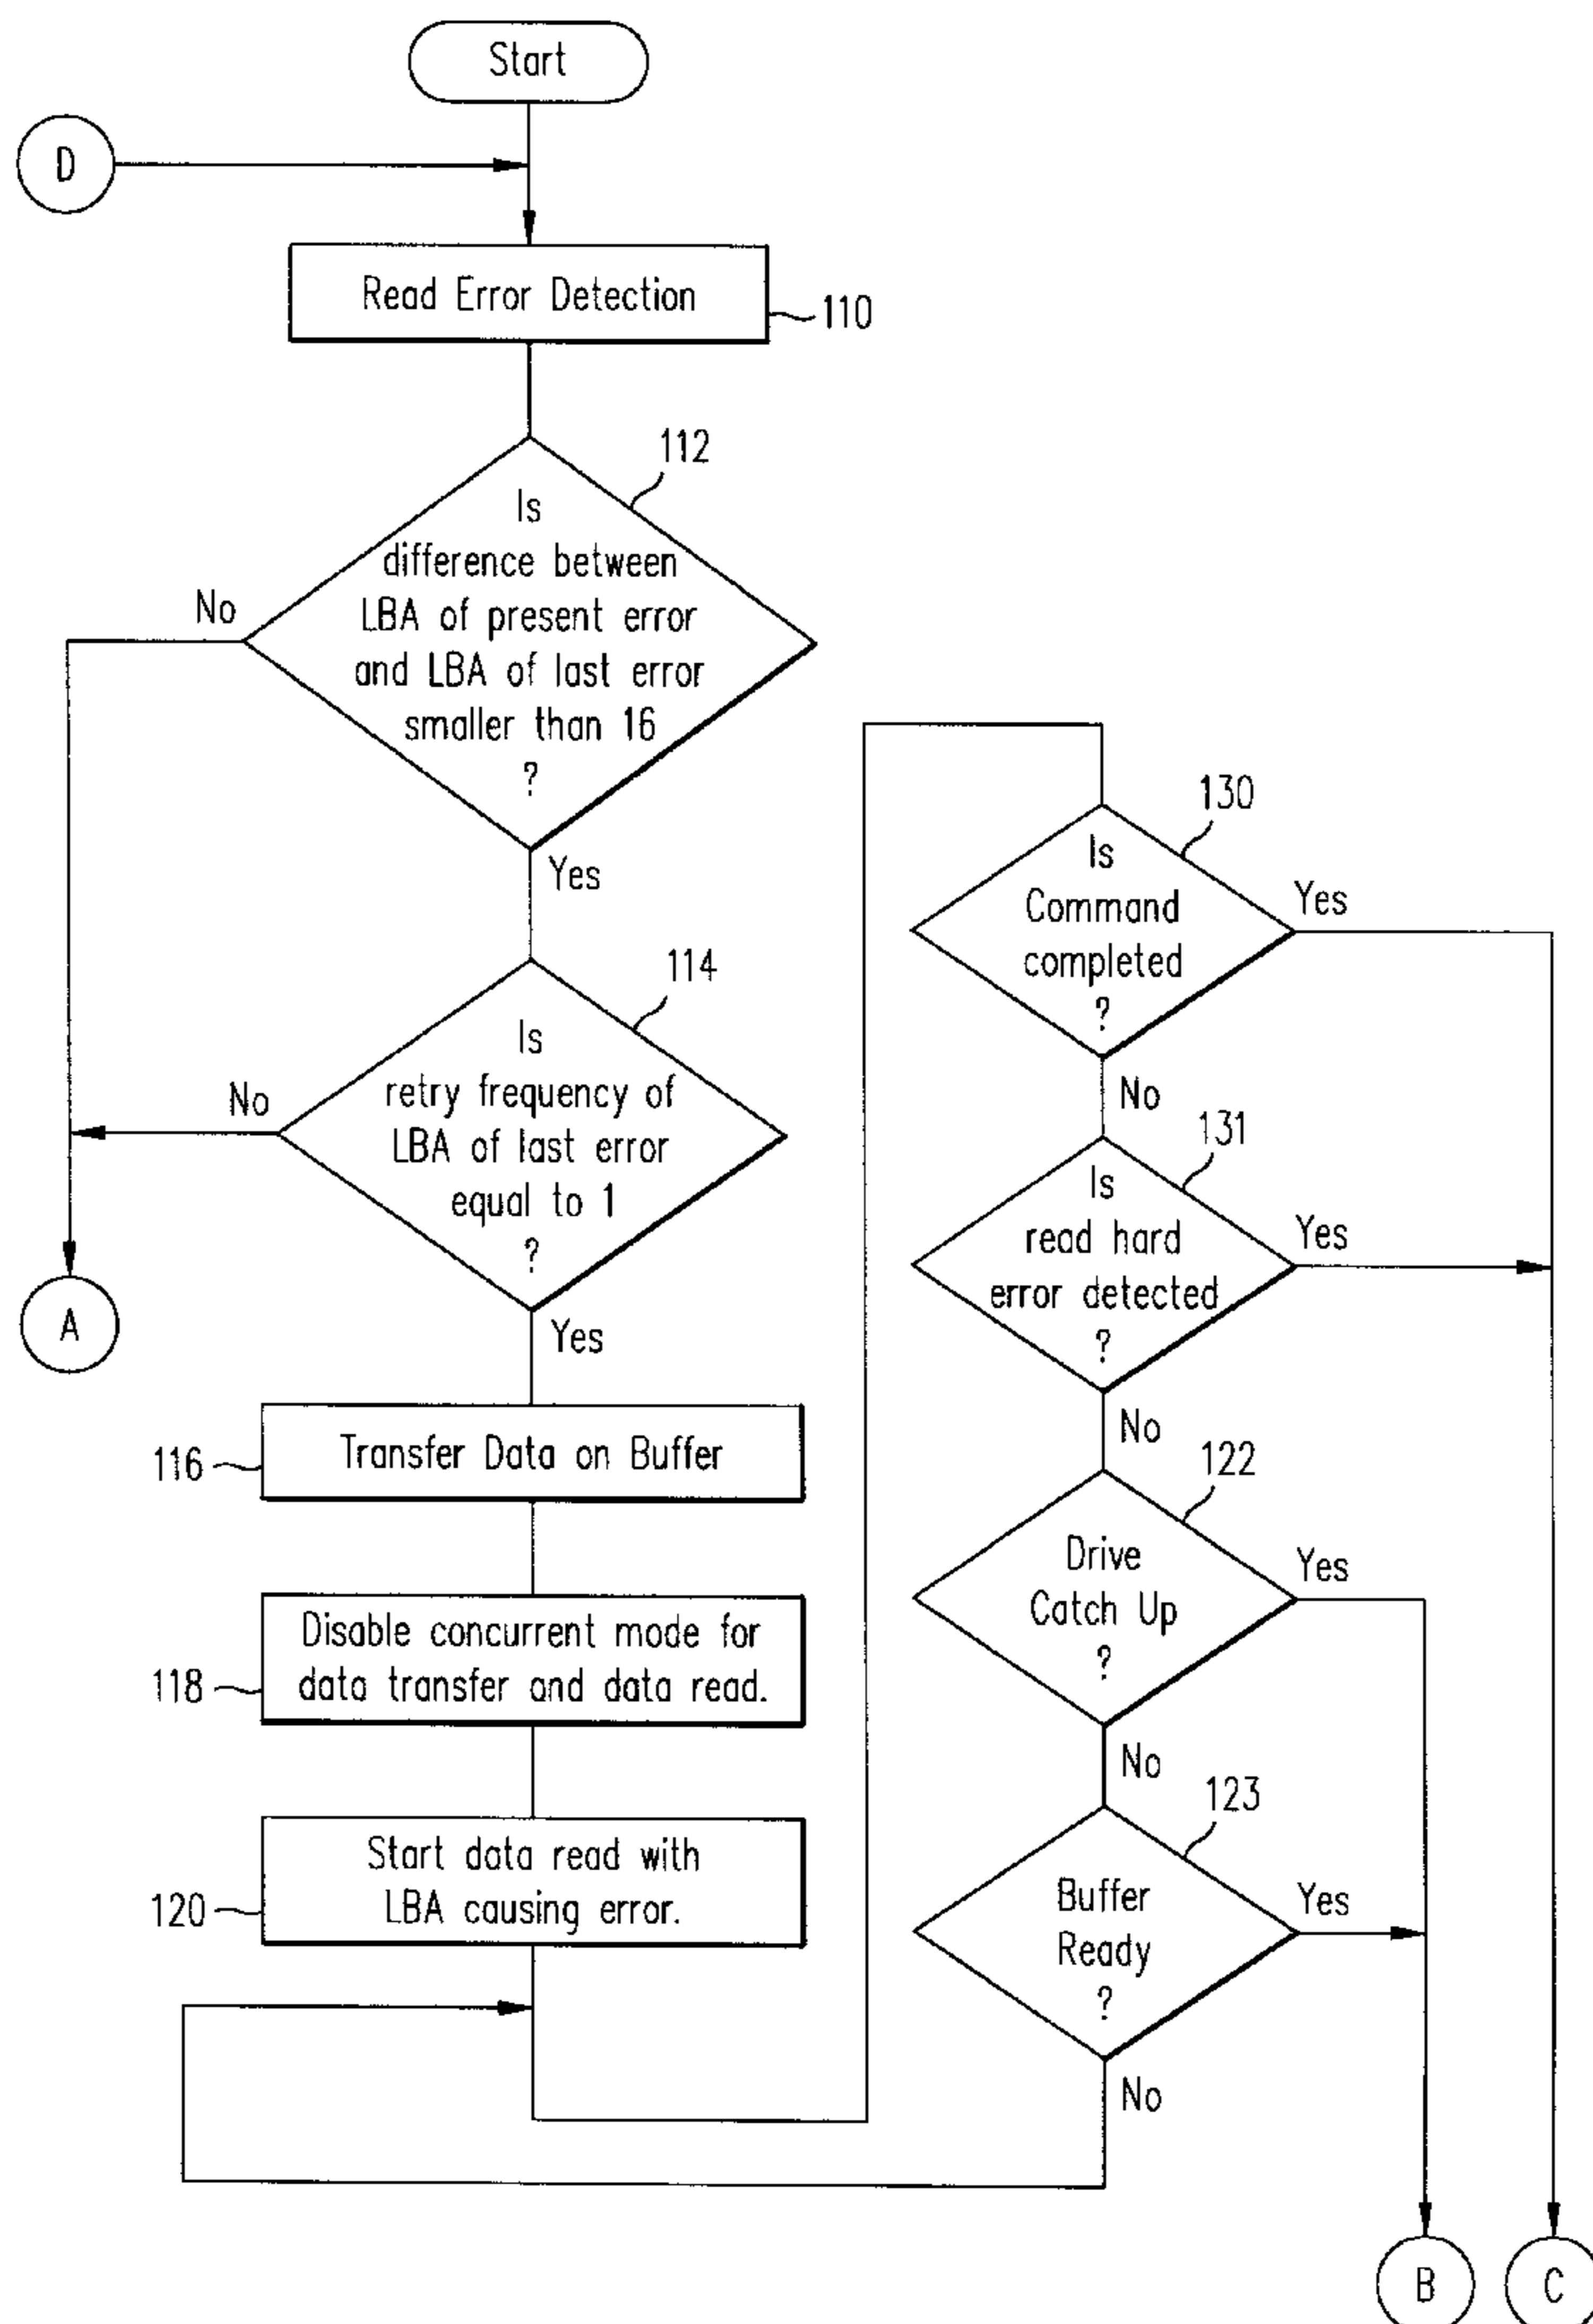 Start
D
Read Error Detection
110
112
Is
difference between
LBA of present error
and LBA of last error
smaller than 16
?
No
Yes
114
Is
retry frequency of
LBA of last error
equal to 1
?
No
Yes
A
Transfer Data on Buffer
116
Disable concurrent mode for
data transfer and data read.
118
Start data read with
LBA causing error.
120
130
Is
Command
completed
?
Yes
No
131
Is
read hard
error detected
?
Yes
No
122
Drive
Catch Up
?
Yes
No
123
Buffer
Ready
?
Yes
No
B
C